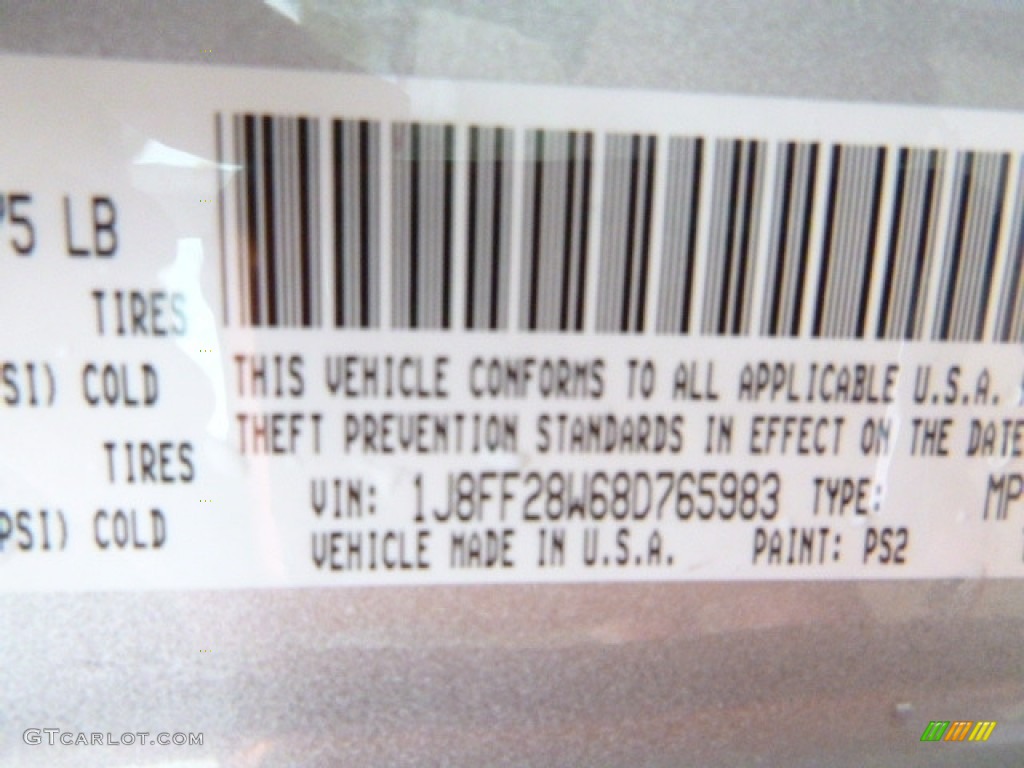 5 LB
TIRES
PSI) COLD
TIRES
PSI) COLD
THIS VEHICLE CONFORMS TO ALL APPLICABLE U.S.A.
THEFT PREVENTION STANDARDS IN EFFECT ON THE DATE
VIN: 1J8FF28W68D765983 TYPE: MP
VEHICLE MADE IN U.S.A. PAINT: PS2
GTcarlot.com